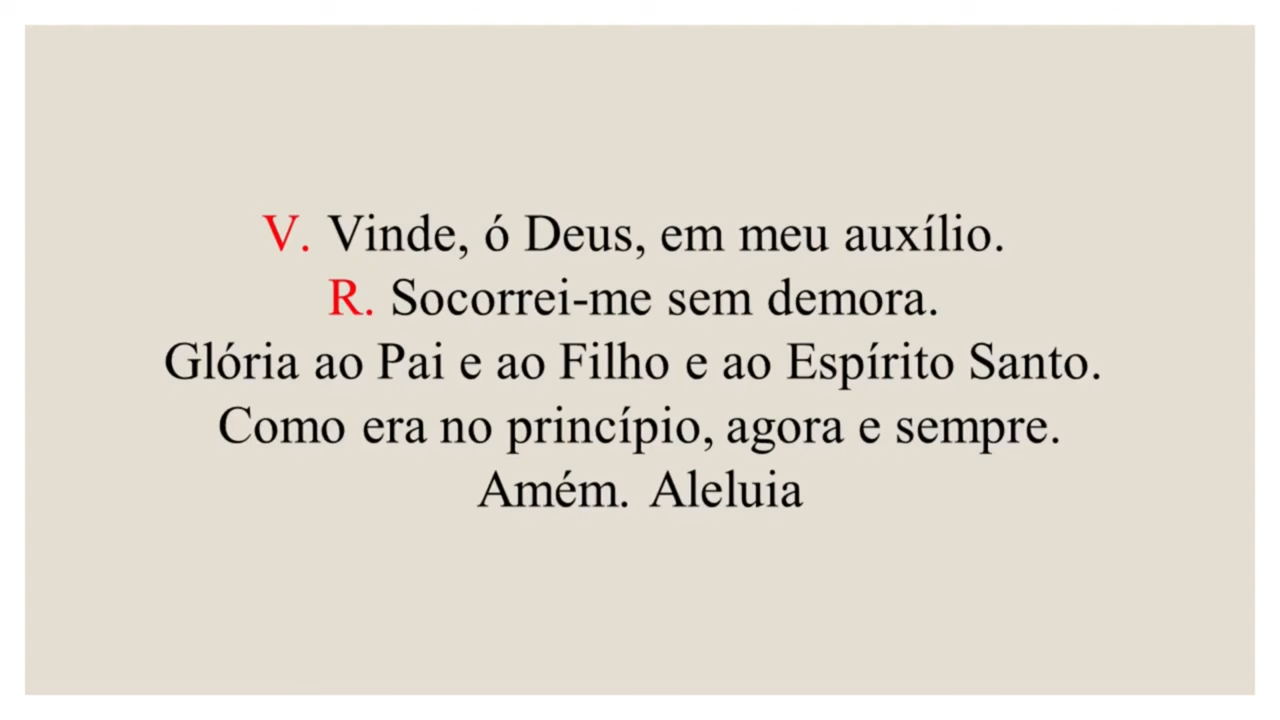 V. Vinde, ó Deus, em meu auxílio.
R. Socorrei-me sem demora.
Glória ao Pai e ao Filho e ao Espírito Santo.
Como era no princípio, agora e sempre.
Amém. Aleluia